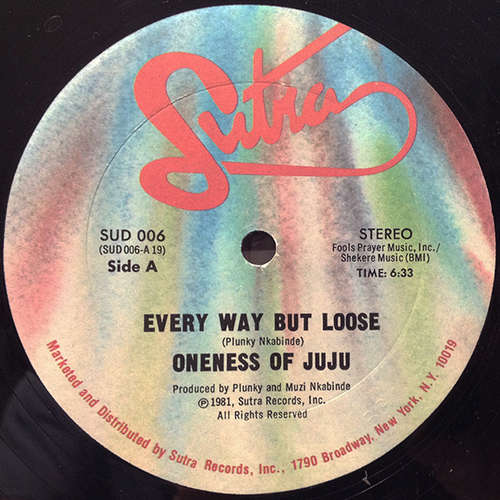 Sutra
SUD 006
(SUD 006-A 19)
Side A
STEREO
Fools Prayer Music, Inc./
Shekere Music (BMI)
TIME: 6:33
EVERY WAY BUT LOOSE
(Plunky Nkabinde)
ONENESS OF JUJU
Produced by Plunky and Muzi Nkabinde
℗ 1981, Sutra Records, Inc.
All Rights Reserved
Marketed and Distributed by Sutra Records, Inc., 1790 Broadway, New York, N.Y. 10019